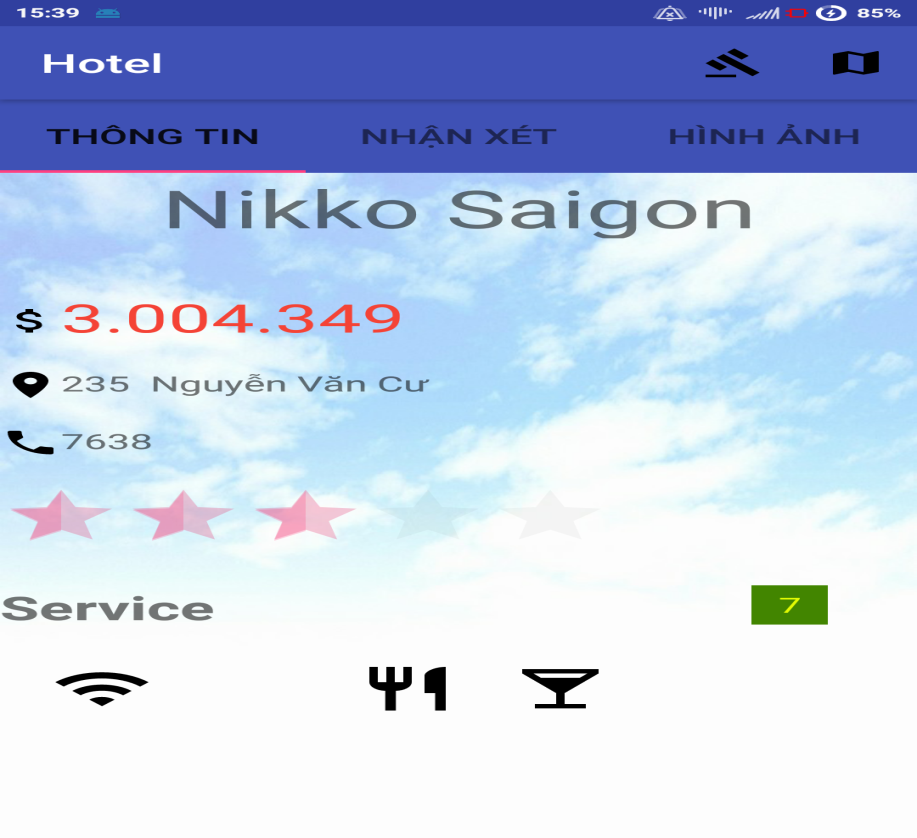 15:39 85%
Hotel
THÔNG TIN NHẬN XÉT HÌNH ẢNH
Nikko Saigon
$ 3.004.349
235 Nguyễn Văn Cư
7638
Service 7